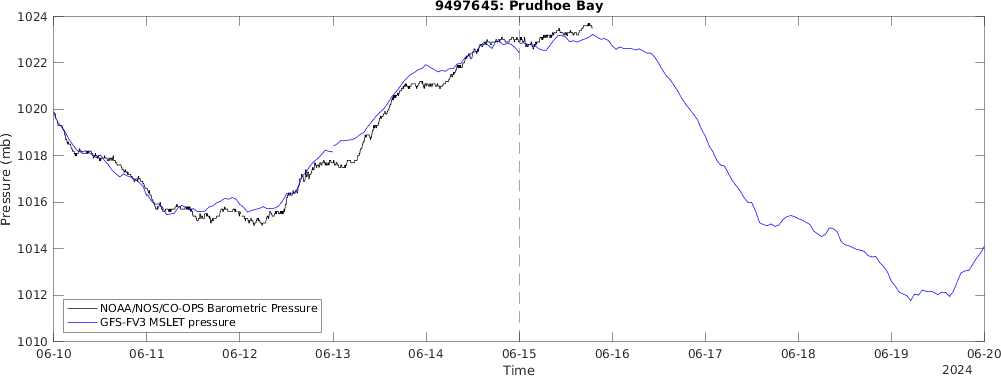 9497645: Prudhoe Bay
1024
1022
1020
1018
1016
1014
1012
1010
Pressure (mb)
NOAA/NOS/CO-OPS Barometric Pressure
GFS-FV3 MSLET pressure
06-10 06-11 06-12 06-13 06-14 06-15 06-16 06-17 06-18 06-19 06-20
Time
2024